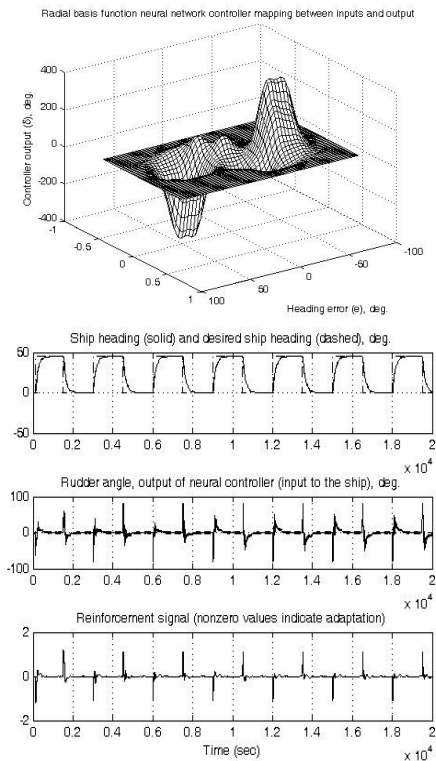 Radial basis function neural network controller mapping between inputs and output
400
200
0
-200
-400
Controller output (δ), deg.
-1
-0.5
0
0.5
1
100
50
0
-50
-100
Heading error (e), deg.
Ship heading (solid) and desired ship heading (dashed), deg.
50
0
-50
0 0.2 0.4 0.6 0.8 1 1.2 1.4 1.6 1.8 2
x 10^4
Rudder angle, output of neural controller (input to the ship), deg.
100
0
-100
0 0.2 0.4 0.6 0.8 1 1.2 1.4 1.6 1.8 2
x 10^4
Reinforcement signal (nonzero values indicate adaptation)
2
0
-2
0 0.2 0.4 0.6 0.8 1 1.2 1.4 1.6 1.8 2
Time (sec)
x 10^4